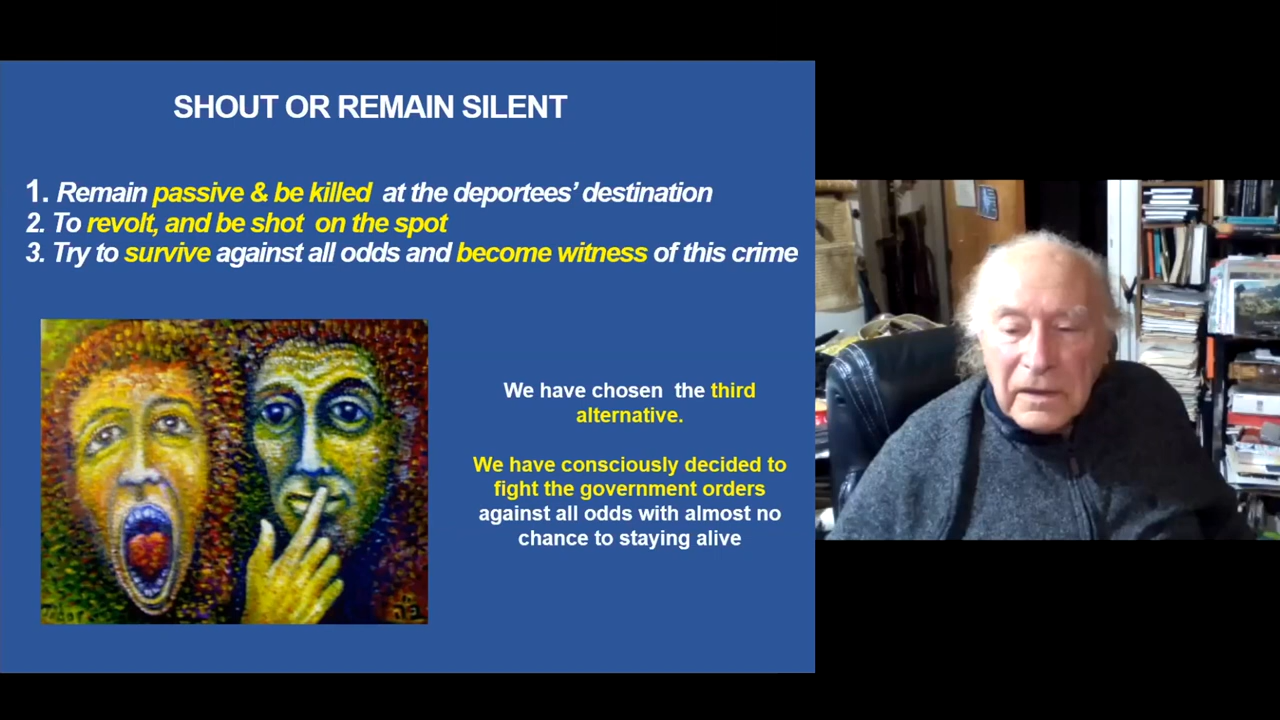 SHOUT OR REMAIN SILENT
1. Remain passive & be killed at the deportees’ destination
2. To revolt, and be shot on the spot
3. Try to survive against all odds and become witness of this crime
We have chosen the third
alternative.
We have consciously decided to
fight the government orders
against all odds with almost no
chance to staying alive